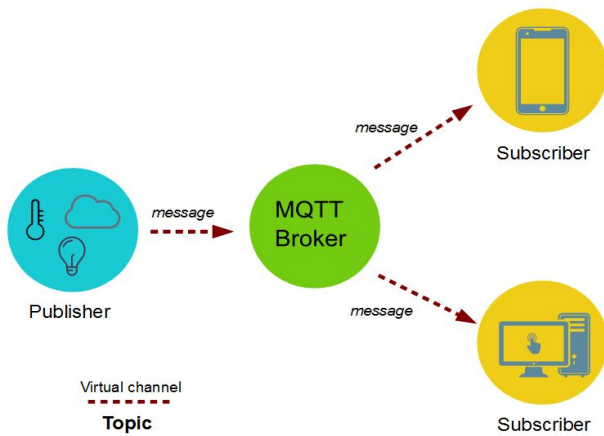 message
Subscriber
message
MQTT
Broker
Publisher
message
Virtual channel
Topic
Subscriber